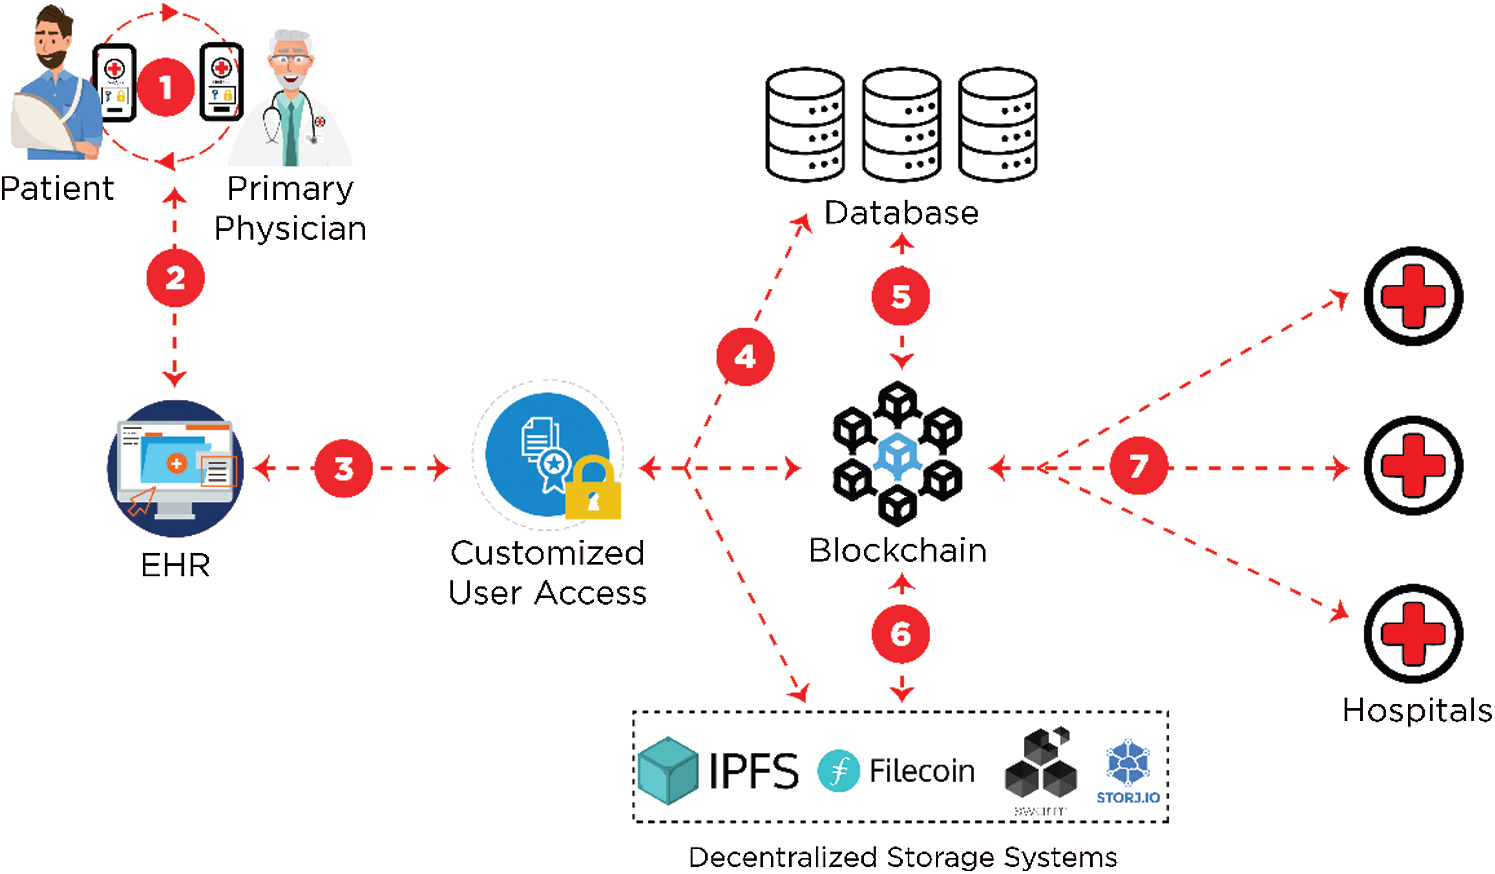 1
Patient
Primary
Physician
2
EHR
3
Customized
User Access
4
Database
5
Blockchain
6
7
Hospitals
IPFS
Filecoin
swarm
STORJ.IO
Decentralized Storage Systems